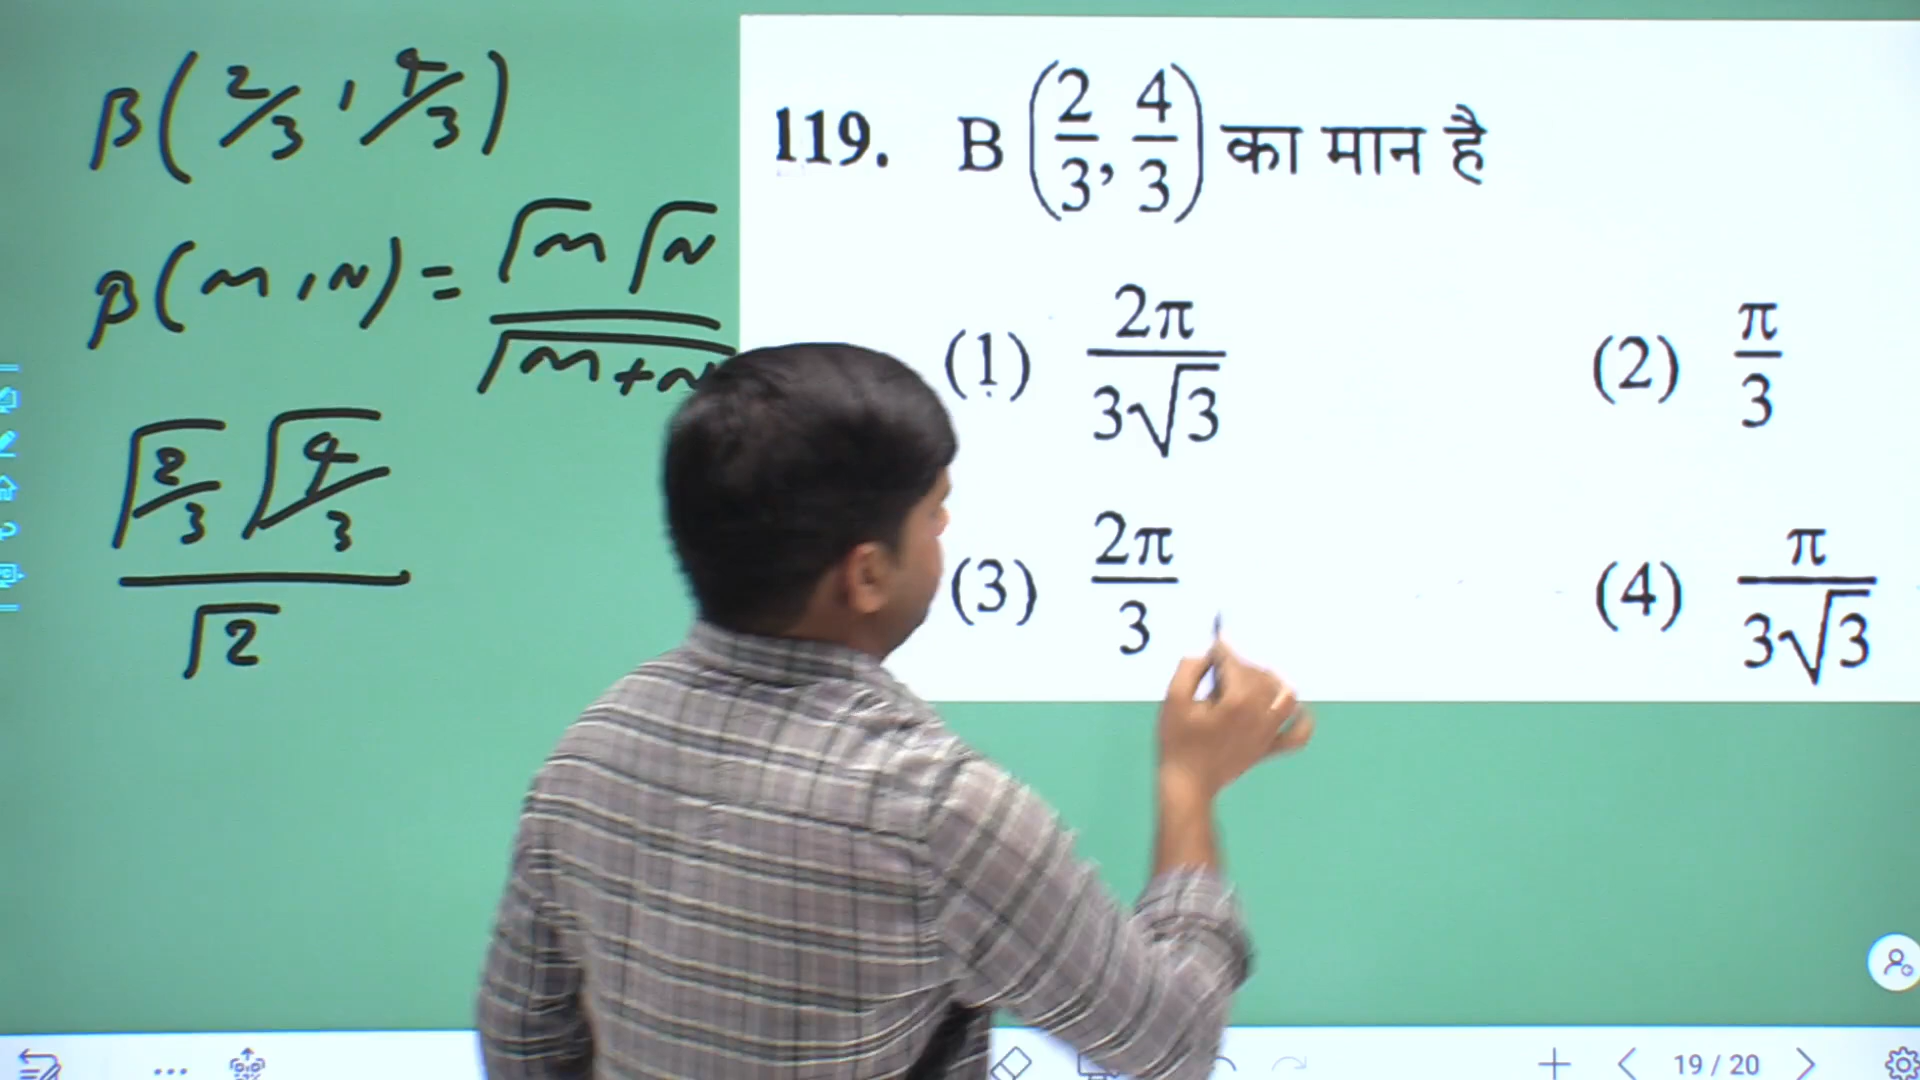 β(2/3, 4/3)
β(m,n) = Γm Γn / Γm+n
Γ2/3 Γ4/3 / Γ2
119. B (2/3, 4/3) का मान है
(1) 2π / 3√3
(2) π / 3
(3) 2π / 3
(4) π / 3√3
19 / 20